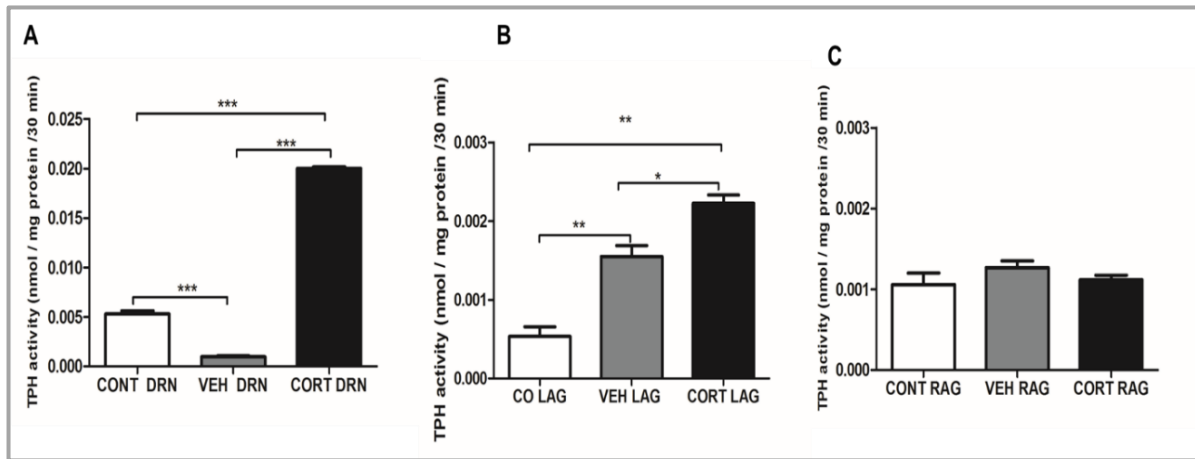 A
TPH activity (nmol / mg protein /30 min)
0.025
0.020
0.015
0.010
0.005
0.000
***
***
***
CONT DRN VEH DRN CORT DRN
B
TPH activity (nmol / mg protein /30 min)
0.003
0.002
0.001
0.000
**
*
**
CO LAG VEH LAG CORT LAG
C
TPH activity (nmol / mg protein /30 min)
0.003
0.002
0.001
0.000
CONT RAG VEH RAG CORT RAG